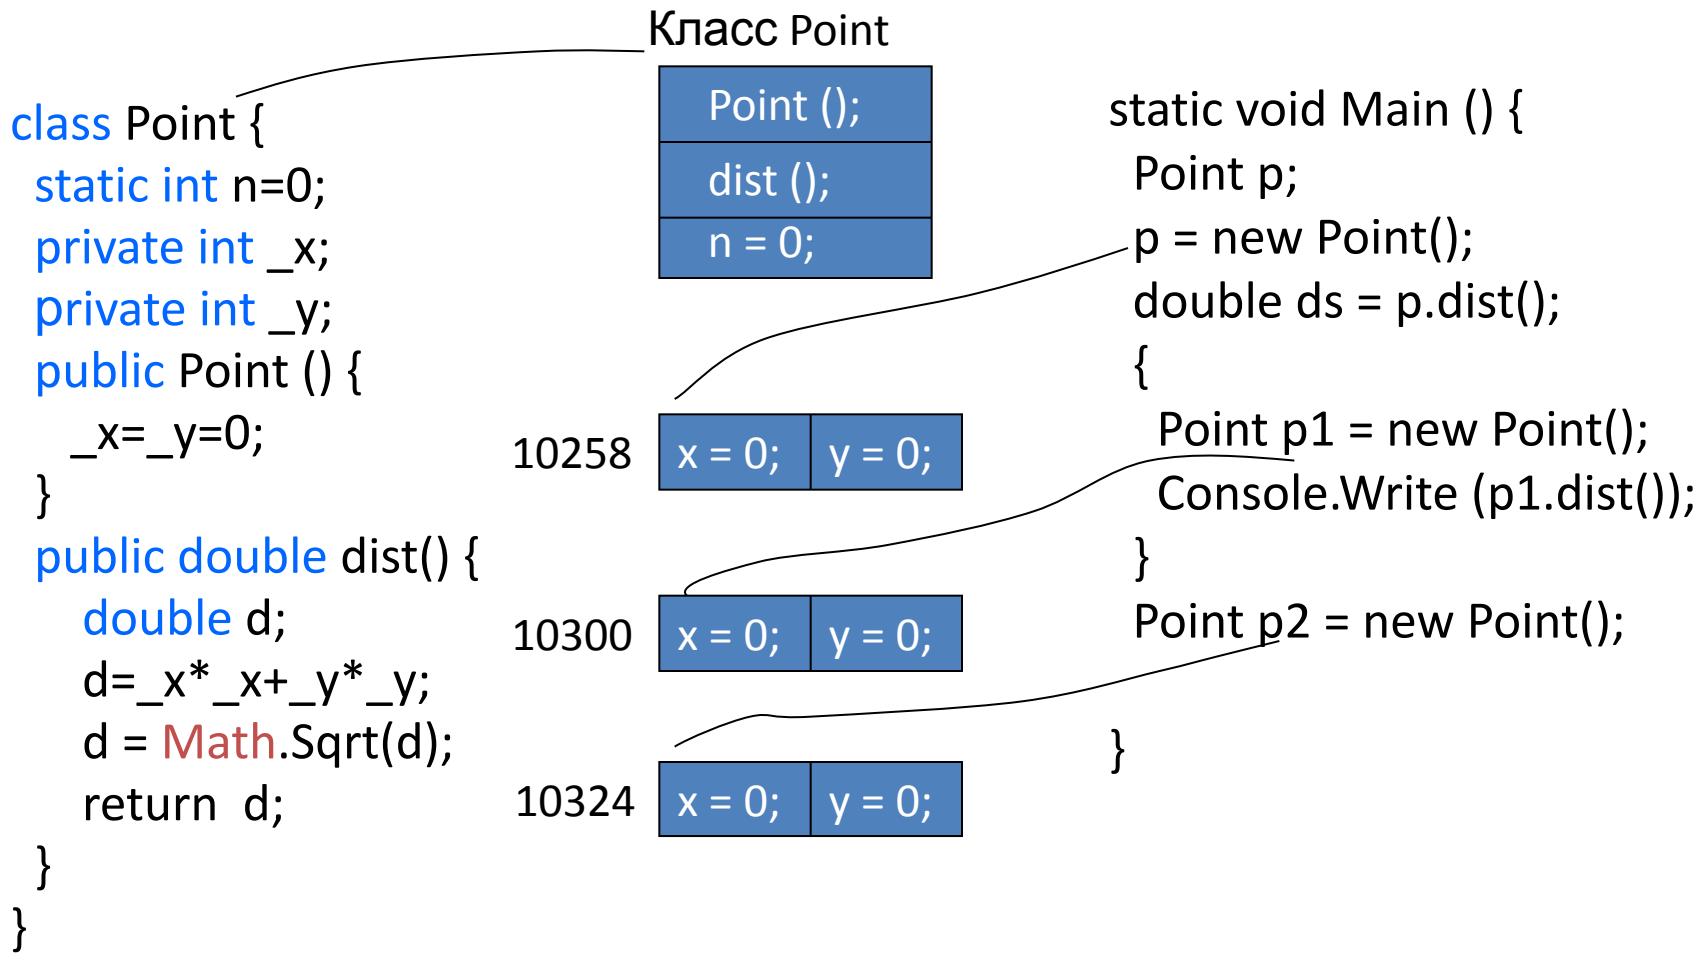 Класс Point
class Point {
static int n=0;
private int _x;
private int _y;
public Point () {
_x=_y=0;
}
public double dist() {
double d;
d=_x*_x+_y*_y;
d = Math.Sqrt(d);
return  d;
}
}
Point ();
dist ();
n = 0;
10258 x = 0; y = 0;
10300 x = 0; y = 0;
10324 x = 0; y = 0;
static void Main () {
Point p;
p = new Point();
double ds = p.dist();
{
Point p1 = new Point();
Console.Write (p1.dist());
}
Point p2 = new Point();
}